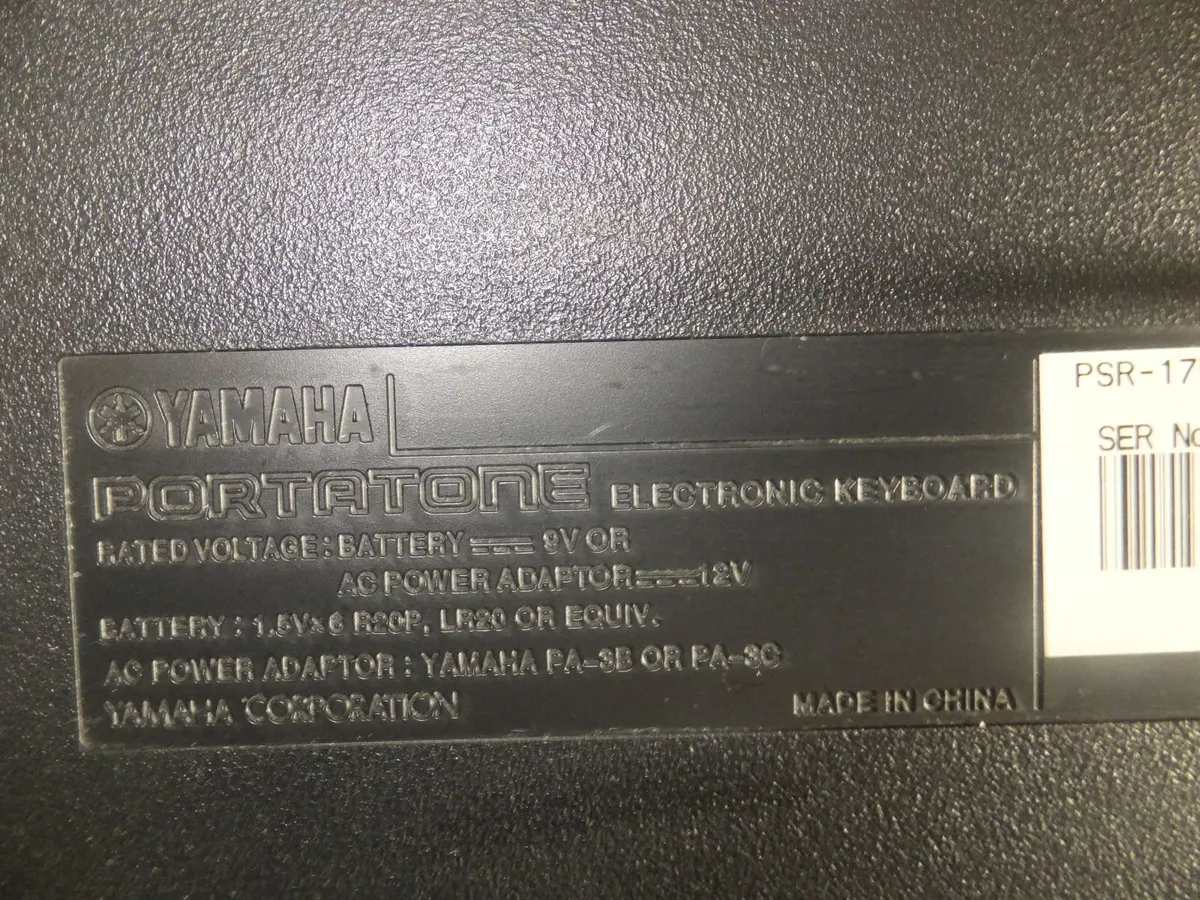 YAMAHA
PORTATONE ELECTRONIC KEYBOARD
RATED VOLTAGE : BATTERY ⎓ 9V OR
AC POWER ADAPTOR ⎓ 12V
BATTERY : 1.5V×6 R20P, LR20 OR EQUIV.
AC POWER ADAPTOR : YAMAHA PA-3B OR PA-3C
YAMAHA CORPORATION
MADE IN CHINA
PSR-17
SER No